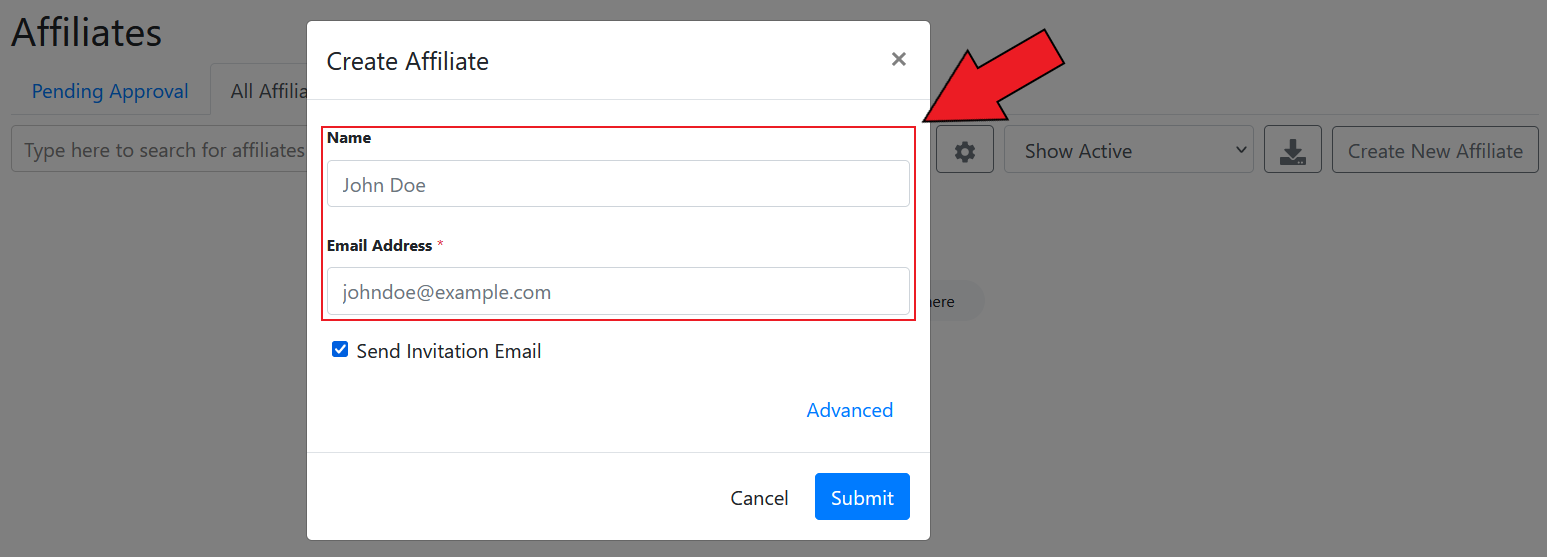 Affiliates
Pending Approval
All Affilia
Type here to search for affiliates
Show Active
Create New Affiliate
Create Affiliate
×
Name
John Doe
Email Address *
johndoe@example.com
Send Invitation Email
Advanced
Cancel
Submit